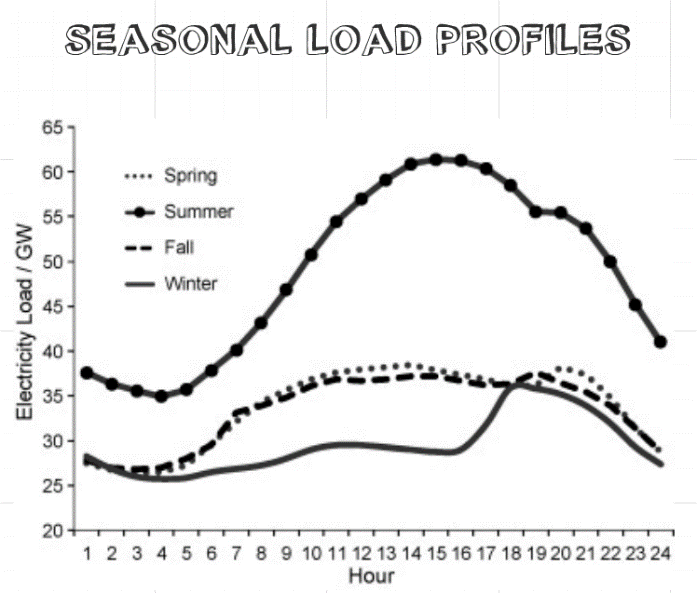 SEASONAL LOAD PROFILES
65
60
55
50
45
40
35
30
25
20
Electricity Load / GW
Spring
Summer
Fall
Winter
1 2 3 4 5 6 7 8 9 10 11 12 13 14 15 16 17 18 19 20 21 22 23 24
Hour